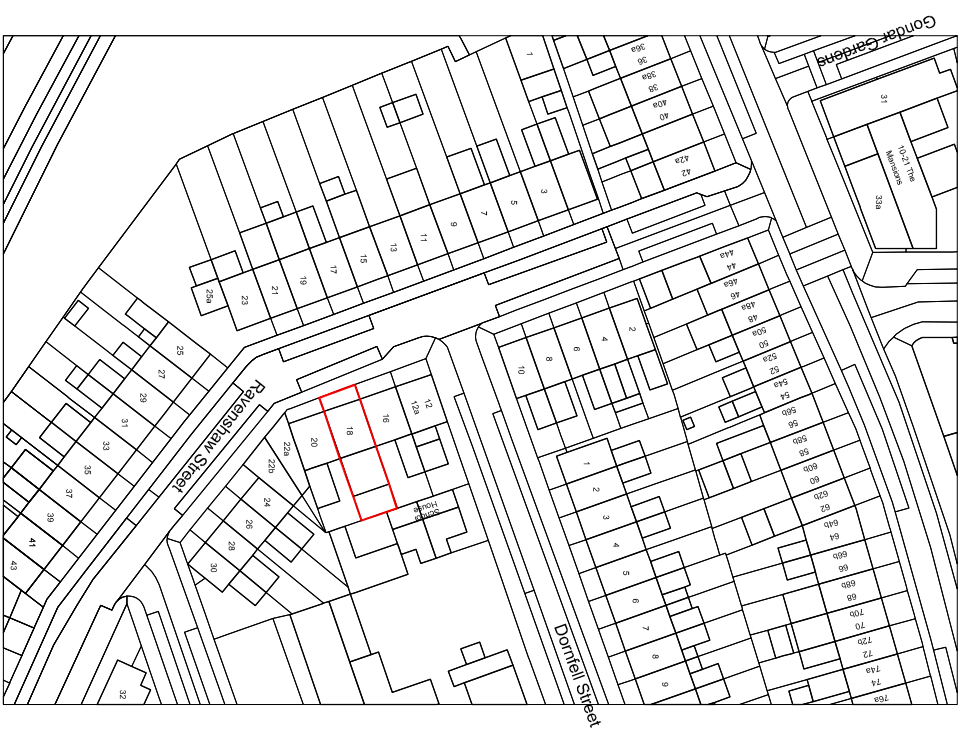 Gondar Gardens
31
10-21 The
Mansions
33a
1
36a
36
38a
38
40a
40
42a
42
3
5
7
9
11
13
15
17
19
21
23
25a
44a
44
46a
46
48a
48
50a
50
52a
52
54a
54
56b
56
58b
58
60b
60
62b
62
64b
64
66b
66
68b
68
70b
70
72b
72
74a
74
76a
2
4
6
8
10
25
27
29
31
33
35
37
39
41
43
Ravenshaw Street
12
12a
16
18
20
22a
22b
24
26
28
30
32
School
House
1
2
3
4
5
6
7
8
9
Dornfell Street